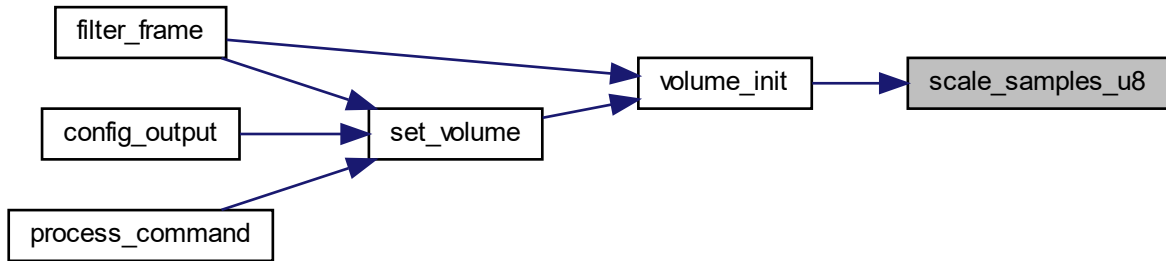 filter_frame
volume_init
scale_samples_u8
config_output
set_volume
process_command